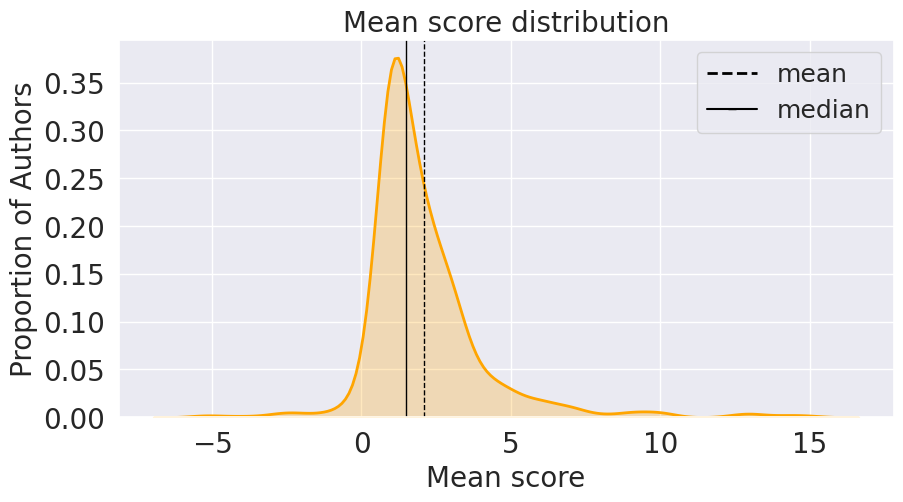 Mean score distribution
mean
median
Proportion of Authors
0.35
0.30
0.25
0.20
0.15
0.10
0.05
0.00
−5
0
5
10
15
Mean score